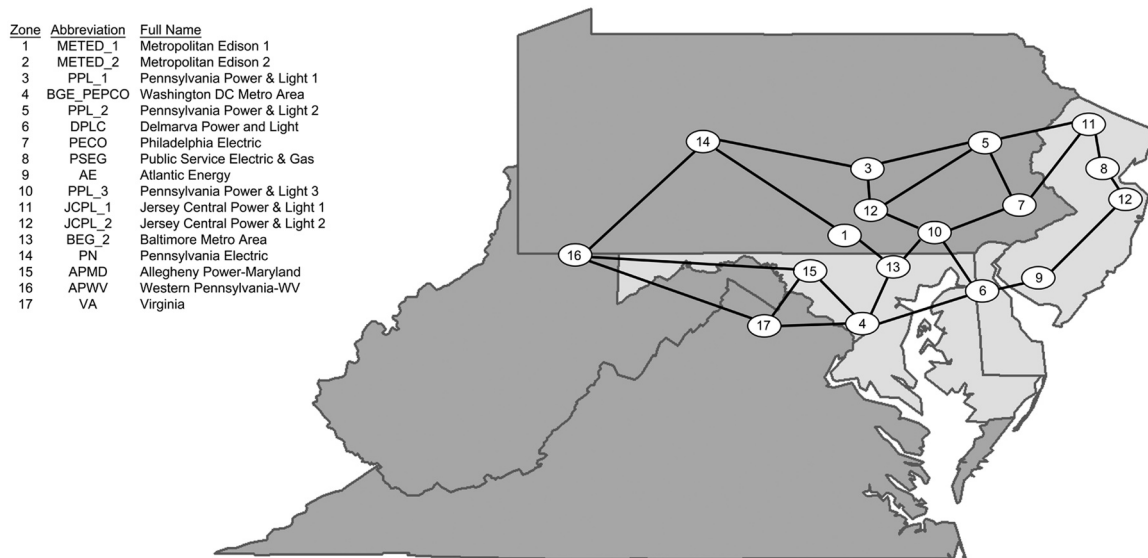 Zone Abbreviation Full Name
1 METED_1 Metropolitan Edison 1
2 METED_2 Metropolitan Edison 2
3 PPL_1 Pennsylvania Power & Light 1
4 BGE_PEPCO Washington DC Metro Area
5 PPL_2 Pennsylvania Power & Light 2
6 DPLC Delmarva Power and Light
7 PECO Philadelphia Electric
8 PSEG Public Service Electric & Gas
9 AE Atlantic Energy
10 PPL_3 Pennsylvania Power & Light 3
11 JCPL_1 Jersey Central Power & Light 1
12 JCPL_2 Jersey Central Power & Light 2
13 BEG_2 Baltimore Metro Area
14 PN Pennsylvania Electric
15 APMD Allegheny Power-Maryland
16 APWV Western Pennsylvania-WV
17 VA Virginia
11
14
5
3
8
12
7
12
10
1
16
13
15
9
6
4
17